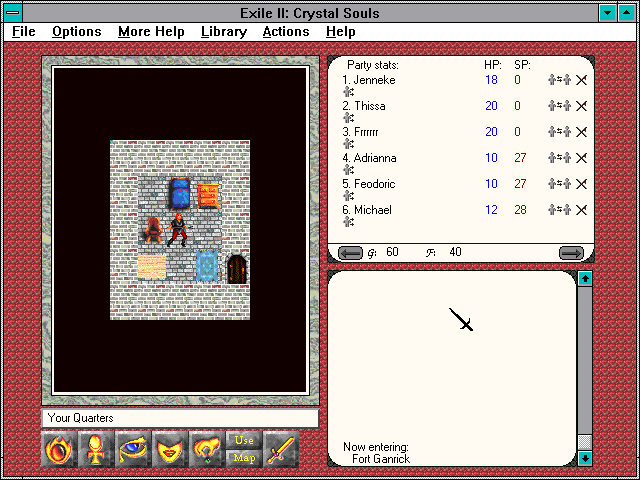 Exile II: Crystal Souls
File Options More Help Library Actions Help
Party stats: HP: SP:
1. Jenneke 18 0
2. Thissa 20 0
3. Frrrrrr 20 0
4. Adrianna 10 27
5. Feodoric 10 27
6. Michael 12 28
G: 60 F: 40
Your Quarters
Use
Map
Now entering:
Fort Ganrick